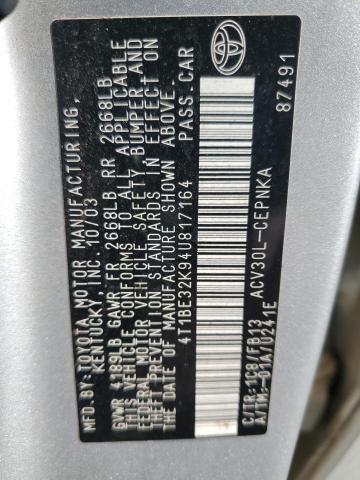 MFD.BY:TOYOTA MOTOR MANUFACTURING,
KENTUCKY, INC. 10/03
GVWR 4189LB GAWR FR 2668LB RR 2668LB
THIS VEHICLE CONFORMS TO ALL APPLICABLE
FEDERAL MOTOR VEHICLE SAFETY, BUMPER AND
THEFT PREVENTION STANDARDS IN EFFECT ON
THE DATE OF MANUFACTURE SHOWN ABOVE.
4T1BE32K94U817164 PASS.CAR
C/TR:1C8/FB13 ACV30L-CEPNKA
A/TM:-01A/U241E 87491